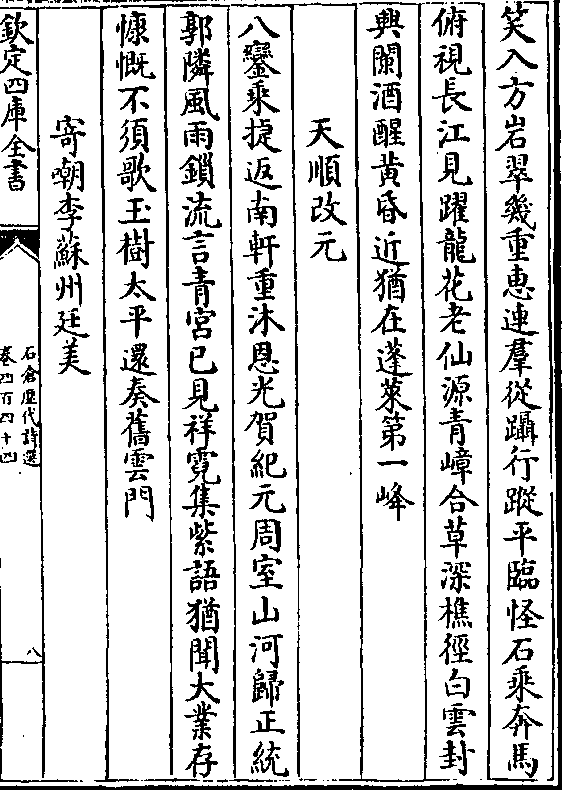 笑入方岩翠幾重惠連羣從躡行蹤平臨怪石乘奔馬
俯視長江見躍龍花老仙源青嶂合草深樵徑白雲封
興闌酒醒黄昏近猶在蓬萊第一峰
天順改元
八鑾乘捷返南軒重沐恩光賀紀元周室山河歸正統
郭隣風雨鎖流言青宫已見祥霓集紫語猶聞大業存
慷慨不須歌玉樹太平還奏舊雲門
寄嘲李蘇州廷美
欽定四庫全書
石倉歴代詩選
卷四百四十四
八